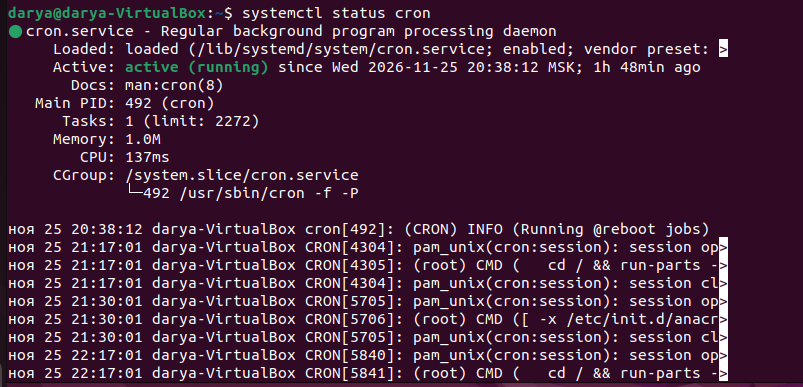 darya@darya-VirtualBox:~$ systemctl status cron
● cron.service - Regular background program processing daemon
     Loaded: loaded (/lib/systemd/system/cron.service; enabled; vendor preset: >
     Active: active (running) since Wed 2026-11-25 20:38:12 MSK; 1h 48min ago
       Docs: man:cron(8)
   Main PID: 492 (cron)
      Tasks: 1 (limit: 2272)
     Memory: 1.0M
        CPU: 137ms
     CGroup: /system.slice/cron.service
             └─492 /usr/sbin/cron -f -P

ноя 25 20:38:12 darya-VirtualBox cron[492]: (CRON) INFO (Running @reboot jobs)
ноя 25 21:17:01 darya-VirtualBox CRON[4304]: pam_unix(cron:session): session op>
ноя 25 21:17:01 darya-VirtualBox CRON[4305]: (root) CMD (   cd / && run-parts ->
ноя 25 21:17:01 darya-VirtualBox CRON[4304]: pam_unix(cron:session): session cl>
ноя 25 21:30:01 darya-VirtualBox CRON[5705]: pam_unix(cron:session): session op>
ноя 25 21:30:01 darya-VirtualBox CRON[5706]: (root) CMD ([ -x /etc/init.d/anacr>
ноя 25 21:30:01 darya-VirtualBox CRON[5705]: pam_unix(cron:session): session cl>
ноя 25 22:17:01 darya-VirtualBox CRON[5840]: pam_unix(cron:session): session op>
ноя 25 22:17:01 darya-VirtualBox CRON[5841]: (root) CMD (   cd / && run-parts ->